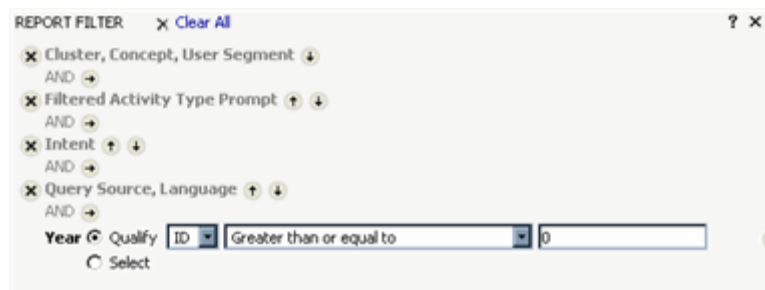 REPORT FILTER x Clear All ? x
Cluster, Concept, User Segment
AND
Filtered Activity Type Prompt
AND
Intent
AND
Query Source, Language
AND
Year Qualify ID Greater than or equal to 0
Select